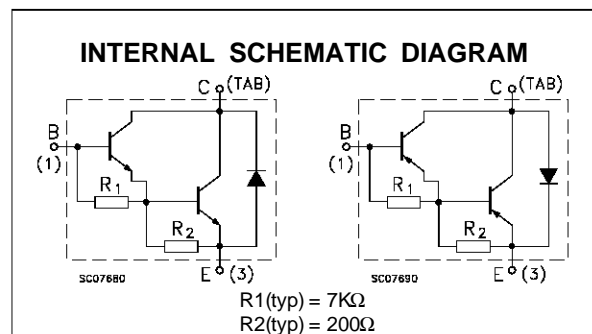 INTERNAL SCHEMATIC DIAGRAM
C (TAB)
B
(1)
R1
R2
SC07680
E (3)
C (TAB)
B
(1)
R1
R2
SC07690
E (3)
R1(typ) = 7KΩ
R2(typ) = 200Ω